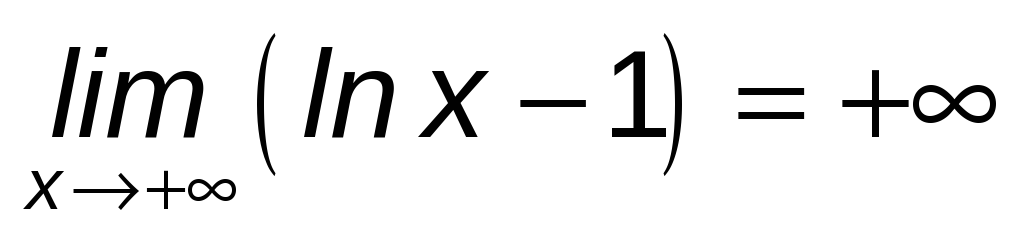 lim ( ln x − 1 ) = +∞
x→+∞